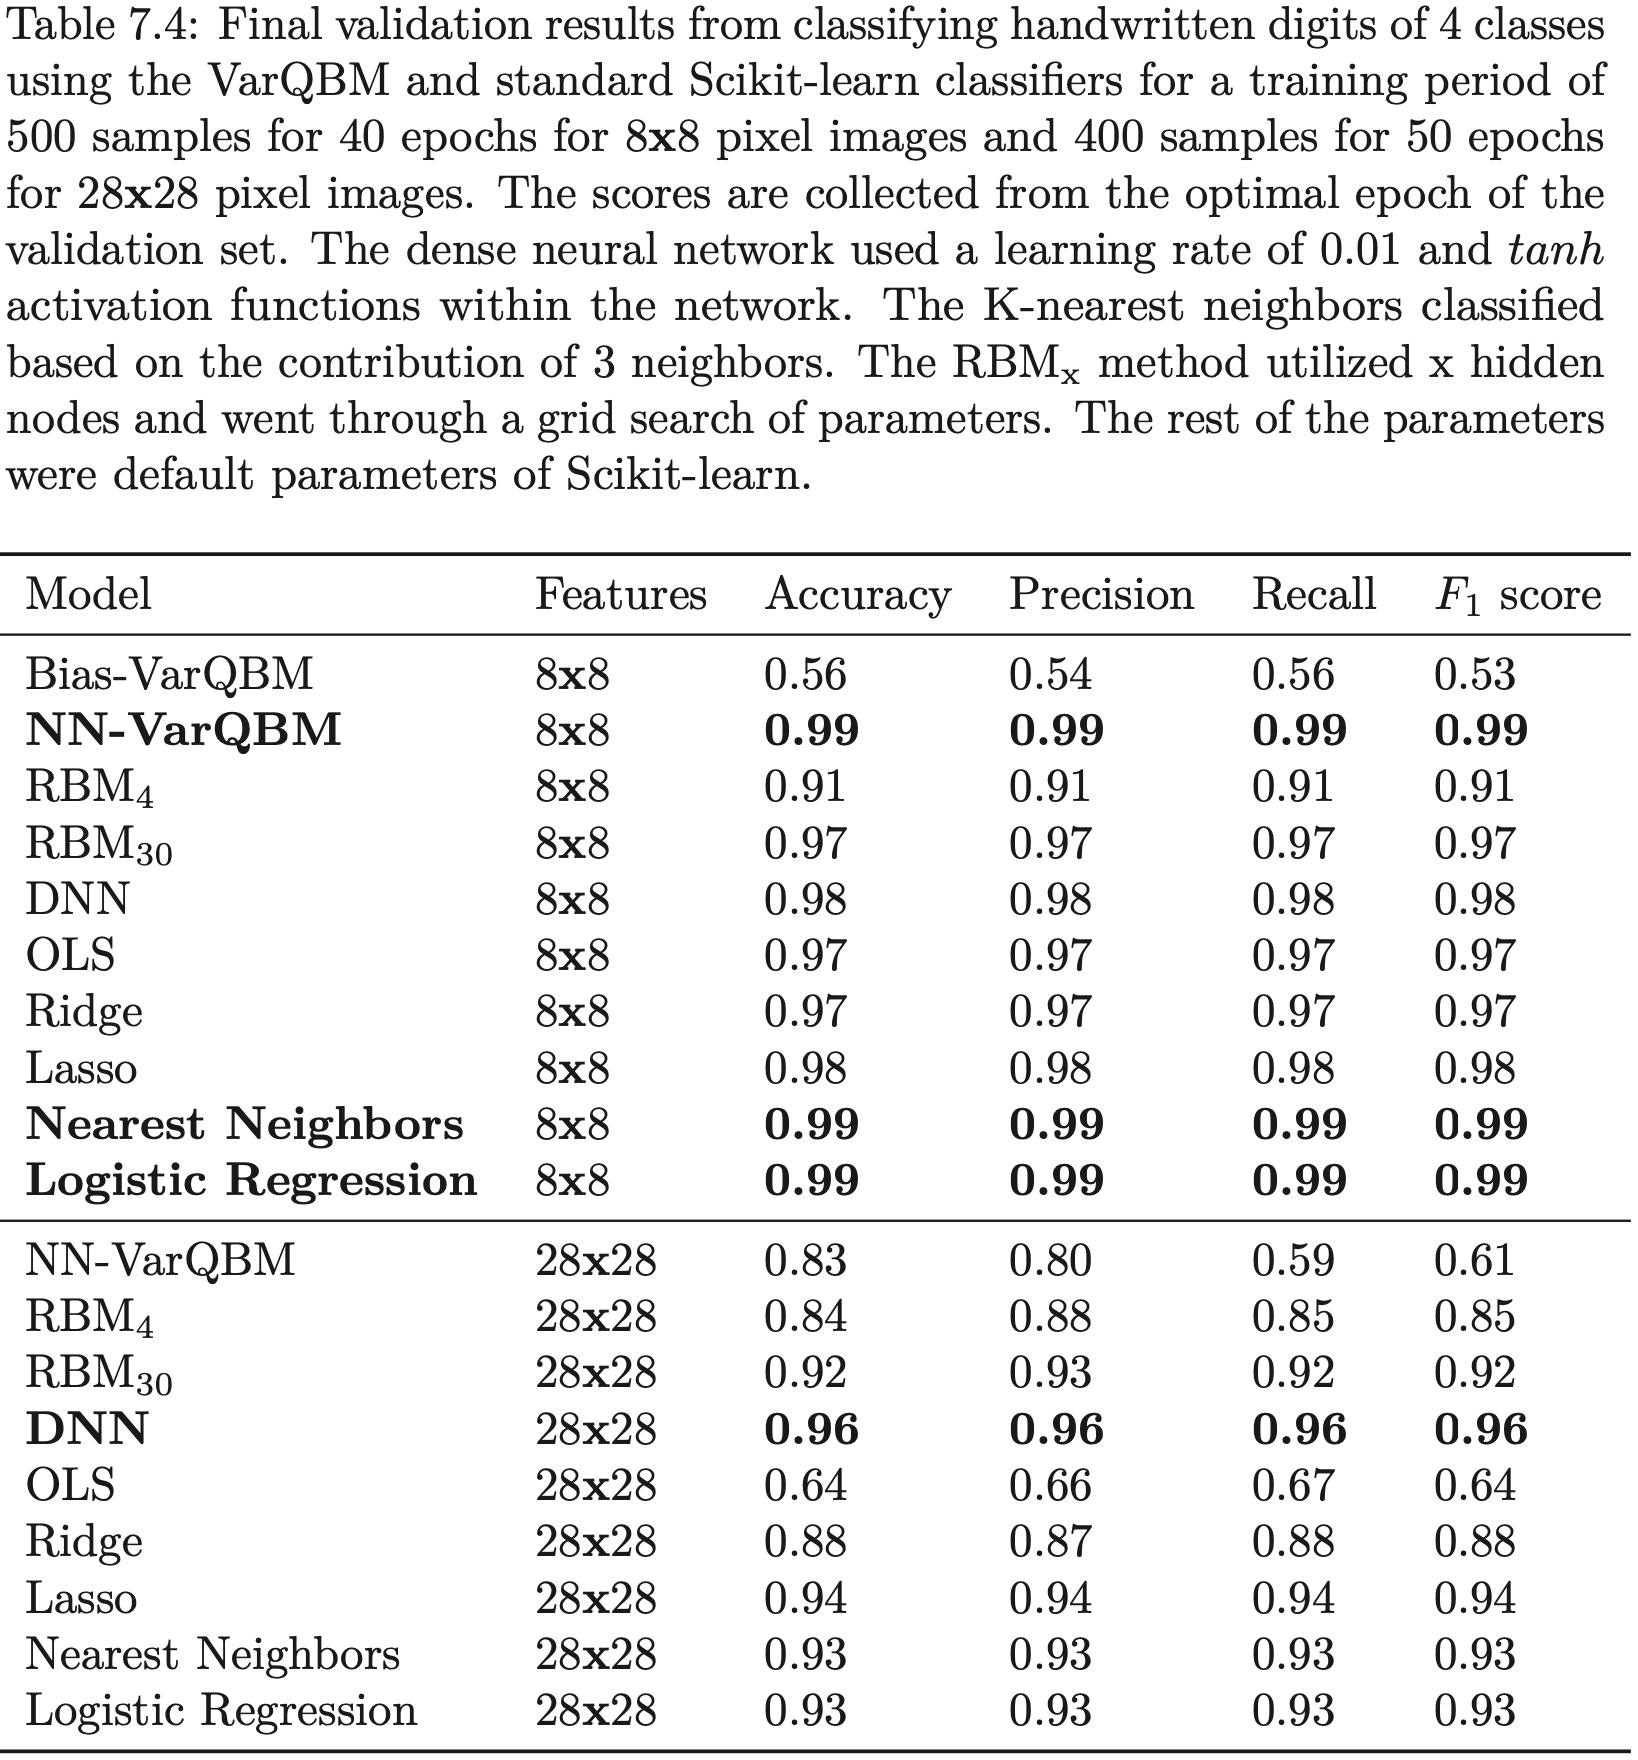 Table 7.4: Final validation results from classifying handwritten digits of 4 classes
using the VarQBM and standard Scikit-learn classifiers for a training period of
500 samples for 40 epochs for 8x8 pixel images and 400 samples for 50 epochs
for 28x28 pixel images. The scores are collected from the optimal epoch of the
validation set. The dense neural network used a learning rate of 0.01 and tanh
activation functions within the network. The K-nearest neighbors classified
based on the contribution of 3 neighbors. The RBMₓ method utilized x hidden
nodes and went through a grid search of parameters. The rest of the parameters
were default parameters of Scikit-learn.
Model Features Accuracy Precision Recall F₁ score
Bias-VarQBM 8x8 0.56 0.54 0.56 0.53
NN-VarQBM 8x8 0.99 0.99 0.99 0.99
RBM₄ 8x8 0.91 0.91 0.91 0.91
RBM₃₀ 8x8 0.97 0.97 0.97 0.97
DNN 8x8 0.98 0.98 0.98 0.98
OLS 8x8 0.97 0.97 0.97 0.97
Ridge 8x8 0.97 0.97 0.97 0.97
Lasso 8x8 0.98 0.98 0.98 0.98
Nearest Neighbors 8x8 0.99 0.99 0.99 0.99
Logistic Regression 8x8 0.99 0.99 0.99 0.99
NN-VarQBM 28x28 0.83 0.80 0.59 0.61
RBM₄ 28x28 0.84 0.88 0.85 0.85
RBM₃₀ 28x28 0.92 0.93 0.92 0.92
DNN 28x28 0.96 0.96 0.96 0.96
OLS 28x28 0.64 0.66 0.67 0.64
Ridge 28x28 0.88 0.87 0.88 0.88
Lasso 28x28 0.94 0.94 0.94 0.94
Nearest Neighbors 28x28 0.93 0.93 0.93 0.93
Logistic Regression 28x28 0.93 0.93 0.93 0.93